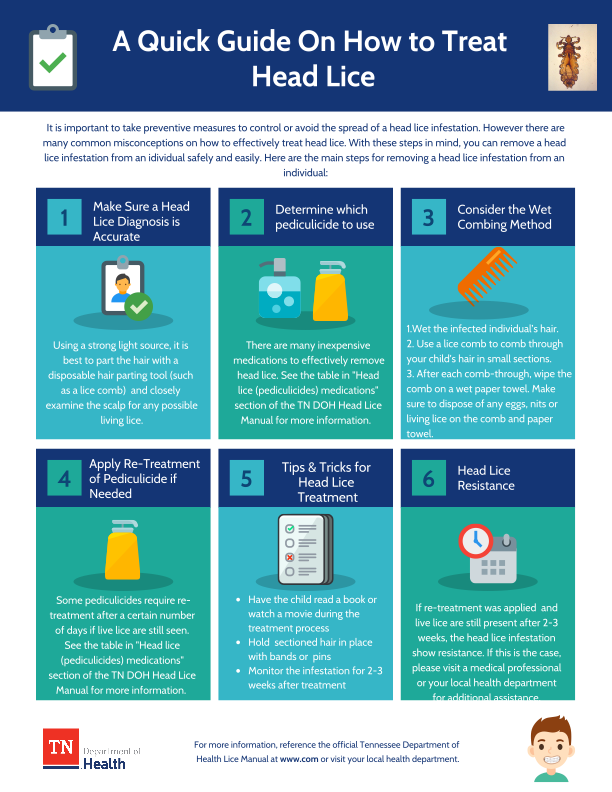 A Quick Guide On How to Treat
Head Lice
It is important to take preventive measures to control or avoid the spread of a head lice infestation. However there are
many common misconceptions on how to effectively treat head lice. With these steps in mind, you can remove a head
lice infestation from an idividual safely and easily. Here are the main steps for removing a head lice infestation from an
individual:
1
Make Sure a Head
Lice Diagnosis is
Accurate
Using a strong light source, it is
best to part the hair with a
disposable hair parting tool (such
as a lice comb) and closely
examine the scalp for any possible
living lice.
2
Determine which
pediculicide to use
There are many inexpensive
medications to effectively remove
head lice. See the table in "Head
lice (pediculicides) medications"
section of the TN DOH Head Lice
Manual for more information.
3
Consider the Wet
Combing Method
1.Wet the infected individual's hair.
2. Use a lice comb to comb through
your child's hair in small sections.
3. After each comb-through, wipe the
comb on a wet paper towel. Make
sure to dispose of any eggs, nits or
living lice on the comb and paper
towel.
4
Apply Re-Treatment
of Pediculicide if
Needed
Some pediculicides require re-
treatment after a certain number
of days if live lice are still seen.
See the table in "Head lice
(pediculicides) medications"
section of the TN DOH Head Lice
Manual for more information.
5
Tips & Tricks for
Head Lice
Treatment
• Have the child read a book or
watch a movie during the
treatment process
• Hold sectioned hair in place
with bands or pins
• Monitor the infestation for 2-3
weeks after treatment
6
Head Lice
Resistance
If re-treatment was applied and
live lice are still present after 2-3
weeks, the head lice infestation
show resistance. If this is the case,
please visit a medical professional
or your local health department
for additional assistance
TN
Department of
Health
For more information, reference the official Tennessee Department of
Health Lice Manual at www.com or visit your local health department.